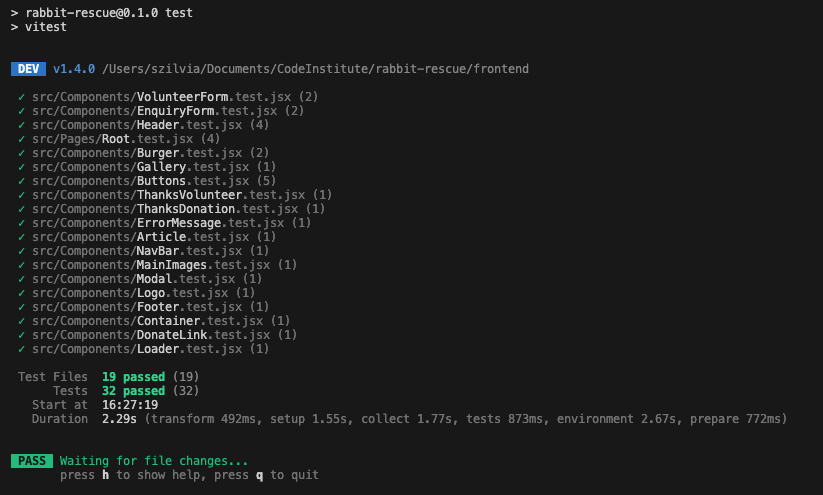 > rabbit-rescue@0.1.0 test
> vitest
DEV v1.4.0 /Users/szilvia/Documents/CodeInstitute/rabbit-rescue/frontend
✓ src/Components/VolunteerForm.test.jsx (2)
✓ src/Components/EnquiryForm.test.jsx (2)
✓ src/Components/Header.test.jsx (4)
✓ src/Pages/Root.test.jsx (4)
✓ src/Components/Burger.test.jsx (2)
✓ src/Components/Gallery.test.jsx (1)
✓ src/Components/Buttons.test.jsx (5)
✓ src/Components/ThanksVolunteer.test.jsx (1)
✓ src/Components/ThanksDonation.test.jsx (1)
✓ src/Components/ErrorMessage.test.jsx (1)
✓ src/Components/Article.test.jsx (1)
✓ src/Components/NavBar.test.jsx (1)
✓ src/Components/MainImages.test.jsx (1)
✓ src/Components/Modal.test.jsx (1)
✓ src/Components/Logo.test.jsx (1)
✓ src/Components/Footer.test.jsx (1)
✓ src/Components/Container.test.jsx (1)
✓ src/Components/DonateLink.test.jsx (1)
✓ src/Components/Loader.test.jsx (1)
Test Files 19 passed (19)
Tests 32 passed (32)
Start at 16:27:19
Duration 2.29s (transform 492ms, setup 1.55s, collect 1.77s, tests 873ms, environment 2.67s, prepare 772ms)
PASS Waiting for file changes...
press h to show help, press q to quit